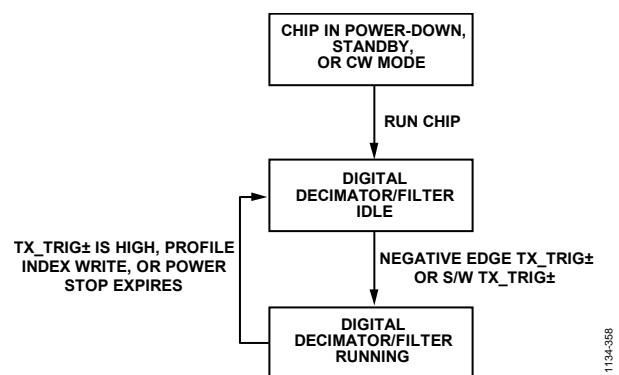 CHIP IN POWER-DOWN,
STANDBY,
OR CW MODE
RUN CHIP
DIGITAL
DECIMATOR/FILTER
IDLE
TX_TRIG± IS HIGH, PROFILE
INDEX WRITE, OR POWER
STOP EXPIRES
NEGATIVE EDGE TX_TRIG±
OR S/W TX_TRIG±
DIGITAL
DECIMATOR/FILTER
RUNNING
1134-358